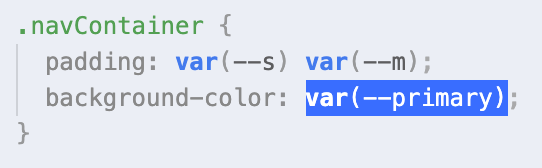 .navContainer {
padding: var(--s) var(--m);
background-color: var(--primary);
}